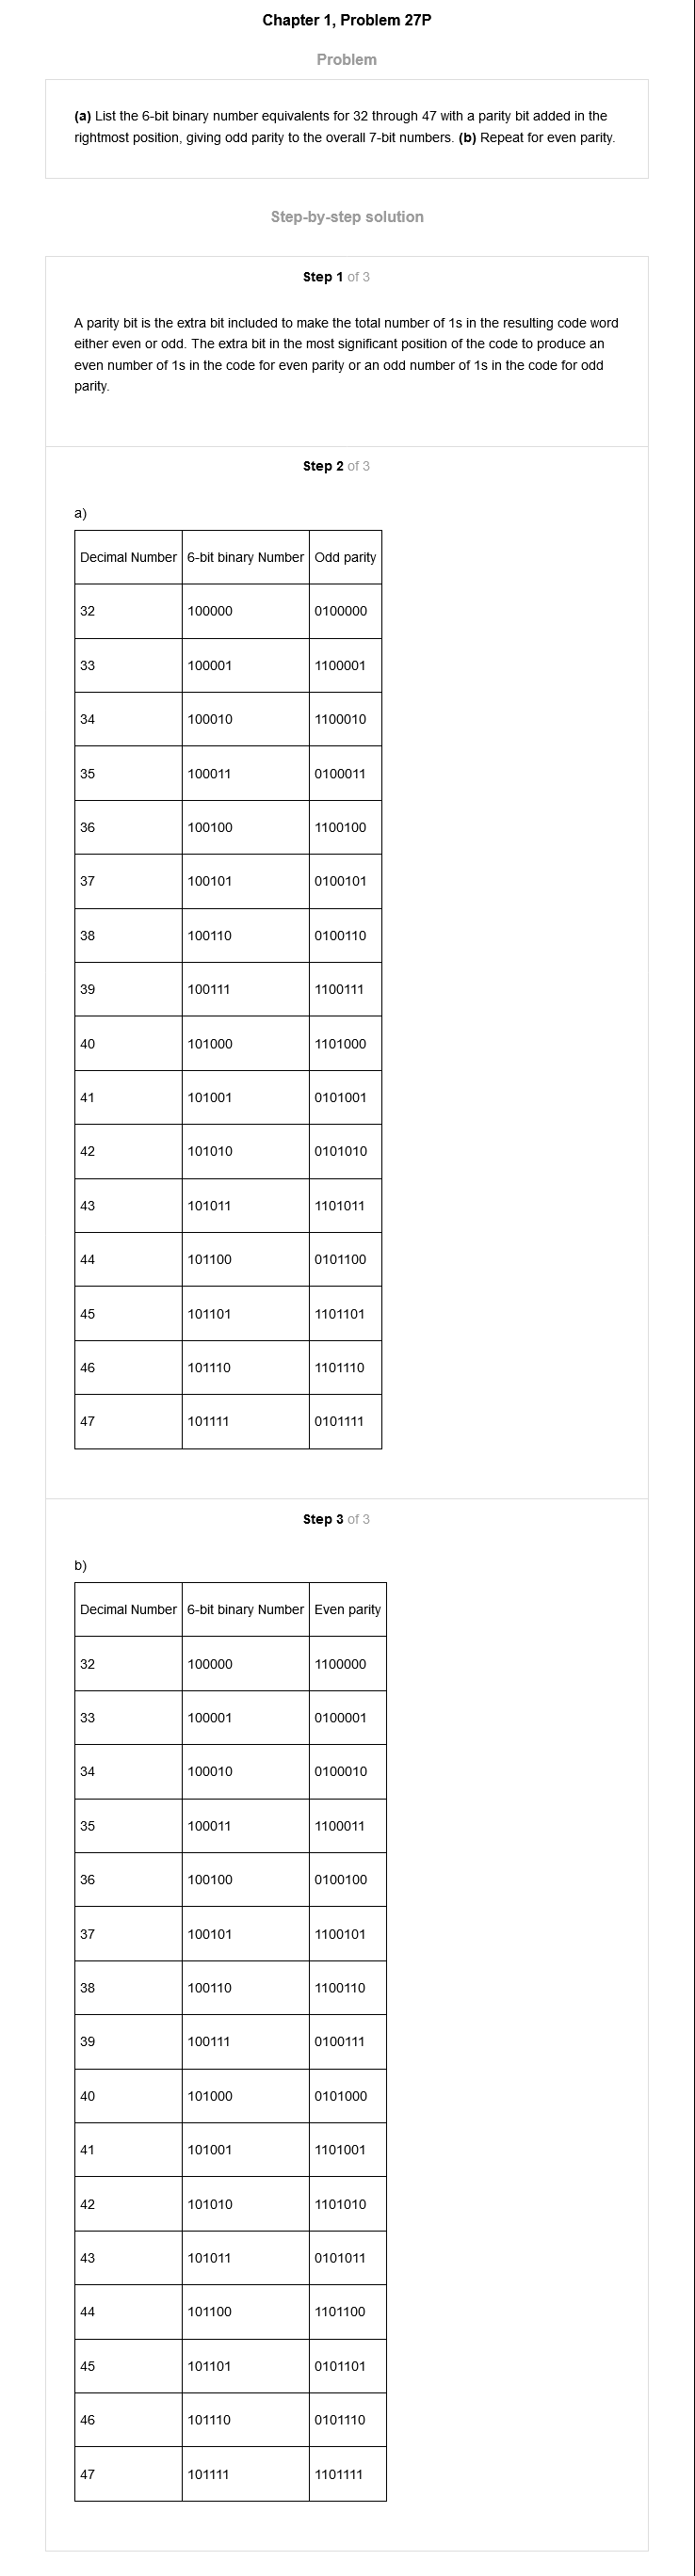 Chapter 1, Problem 27P
Problem
(a) List the 6-bit binary number equivalents for 32 through 47 with a parity bit added in the
rightmost position, giving odd parity to the overall 7-bit numbers. (b) Repeat for even parity.
Step-by-step solution
Step 1 of 3
A parity bit is the extra bit included to make the total number of 1s in the resulting code word
either even or odd. The extra bit in the most significant position of the code to produce an
even number of 1s in the code for even parity or an odd number of 1s in the code for odd
parity.
Step 2 of 3
a)
Decimal Number 6-bit binary Number Odd parity
32 100000 0100000
33 100001 1100001
34 100010 1100010
35 100011 0100011
36 100100 1100100
37 100101 0100101
38 100110 0100110
39 100111 1100111
40 101000 1101000
41 101001 0101001
42 101010 0101010
43 101011 1101011
44 101100 0101100
45 101101 1101101
46 101110 1101110
47 101111 0101111
Step 3 of 3
b)
Decimal Number 6-bit binary Number Even parity
32 100000 1100000
33 100001 0100001
34 100010 0100010
35 100011 1100011
36 100100 0100100
37 100101 1100101
38 100110 1100110
39 100111 0100111
40 101000 0101000
41 101001 1101001
42 101010 1101010
43 101011 0101011
44 101100 1101100
45 101101 0101101
46 101110 0101110
47 101111 1101111